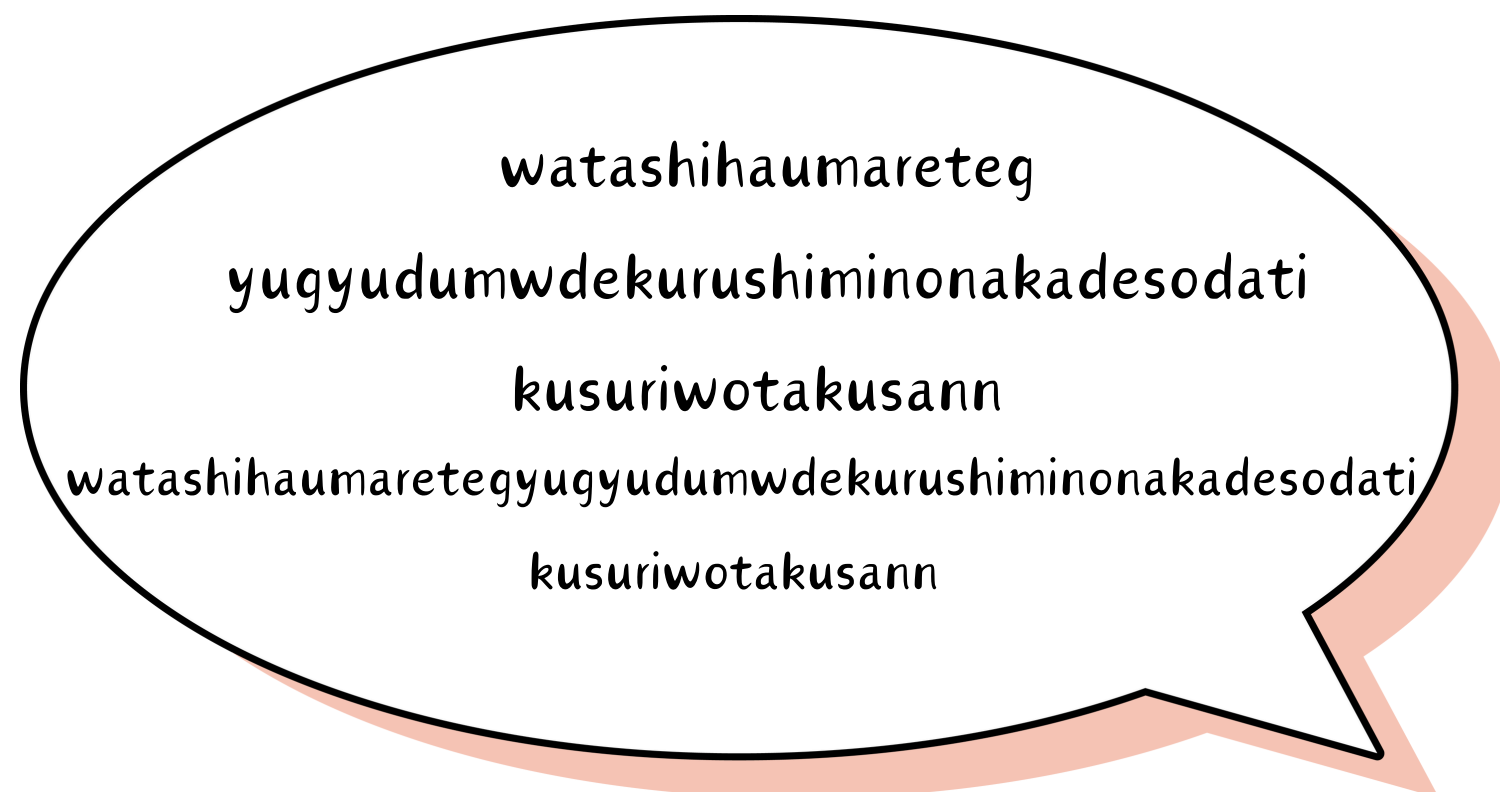 watashihaumareteg
yugyudumwdekurushiminonakadesodati
kusuriwotakusann
watashihaumaretegyugyudumwdekurushiminonakadesodati
kusuriwotakusann